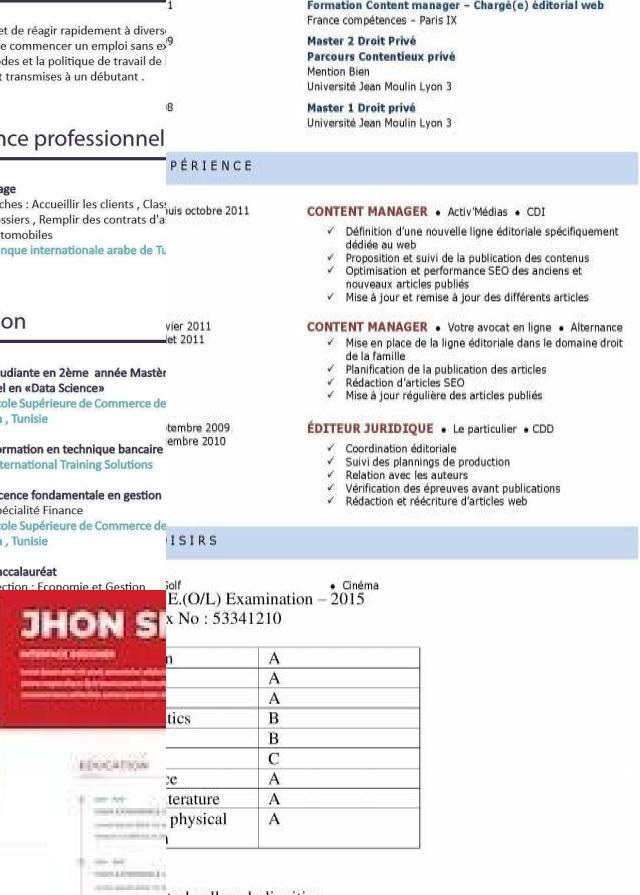 et de réagir rapidement à
e commencer un emploi sans
des et la politique de travail de
t transmises à un débutant .
nce professionnel
age
ches : Accueillir les clients ,
ossiers , Remplir des contrats
tomobiles
nque internationale arabe de
on
udiante en 2ème année
el en «Data Science»
cole Supérieure de Commerce de
, Tunisie
ormation en technique bancaire
ternational Training Solutions
cence fondamentale en gestion
pécialité Finance
cole Supérieure de Commerce de
, Tunisie
accalauréat
ection : Economie et Gestion
JHON
INTERFACE DESIGNER
EDUCATION
1
Formation Content manager – Chargé(e) éditorial web
France compétences – Paris IX
9
Master 2 Droit Privé
Parcours Contentieux privé
Mention Bien
Université Jean Moulin Lyon 3
8
Master 1 Droit privé
Université Jean Moulin Lyon 3
PÉRIENCE
uis octobre 2011
CONTENT MANAGER • Activ'Médias • CDI
✓ Définition d'une nouvelle ligne éditoriale spécifiquement
dédiée au web
✓ Proposition et suivi de la publication des contenus
✓ Optimisation et performance SEO des anciens et
nouveaux articles publiés
✓ Mise à jour et remise à jour des différents articles
vier 2011
et 2011
CONTENT MANAGER • Votre avocat en ligne • Alternance
✓ Mise en place de la ligne éditoriale dans le domaine droit
de la famille
✓ Planification de la publication des articles
✓ Rédaction d'articles SEO
✓ Mise à jour régulière des articles publiés
tembre 2009
embre 2010
ÉDITEUR JURIDIQUE • Le particulier • CDD
✓ Coordination éditoriale
✓ Suivi des plannings de production
✓ Relation avec les auteurs
✓ Vérification des épreuves avant publications
✓ Rédaction et réécriture d'articles web
ISIRS
Golf • Cinéma
E.(O/L) Examination – 2015
x No : 53341210
n A
A
A
tics B
B
C
ce A
terature A
physical A